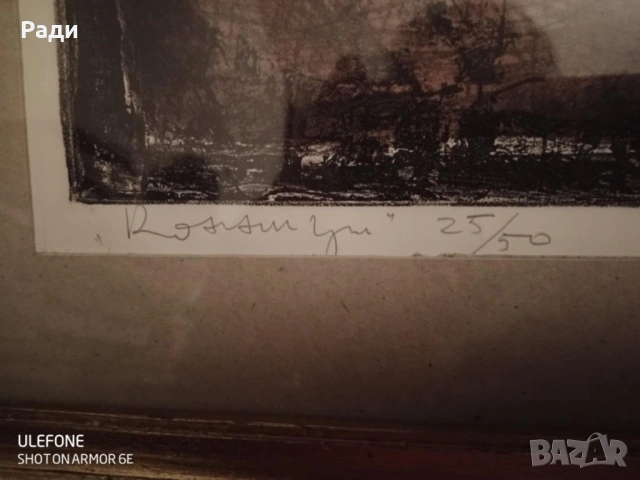 Ради
25/50
ULEFONE
SHOT ON ARMOR 6E
BAZAR